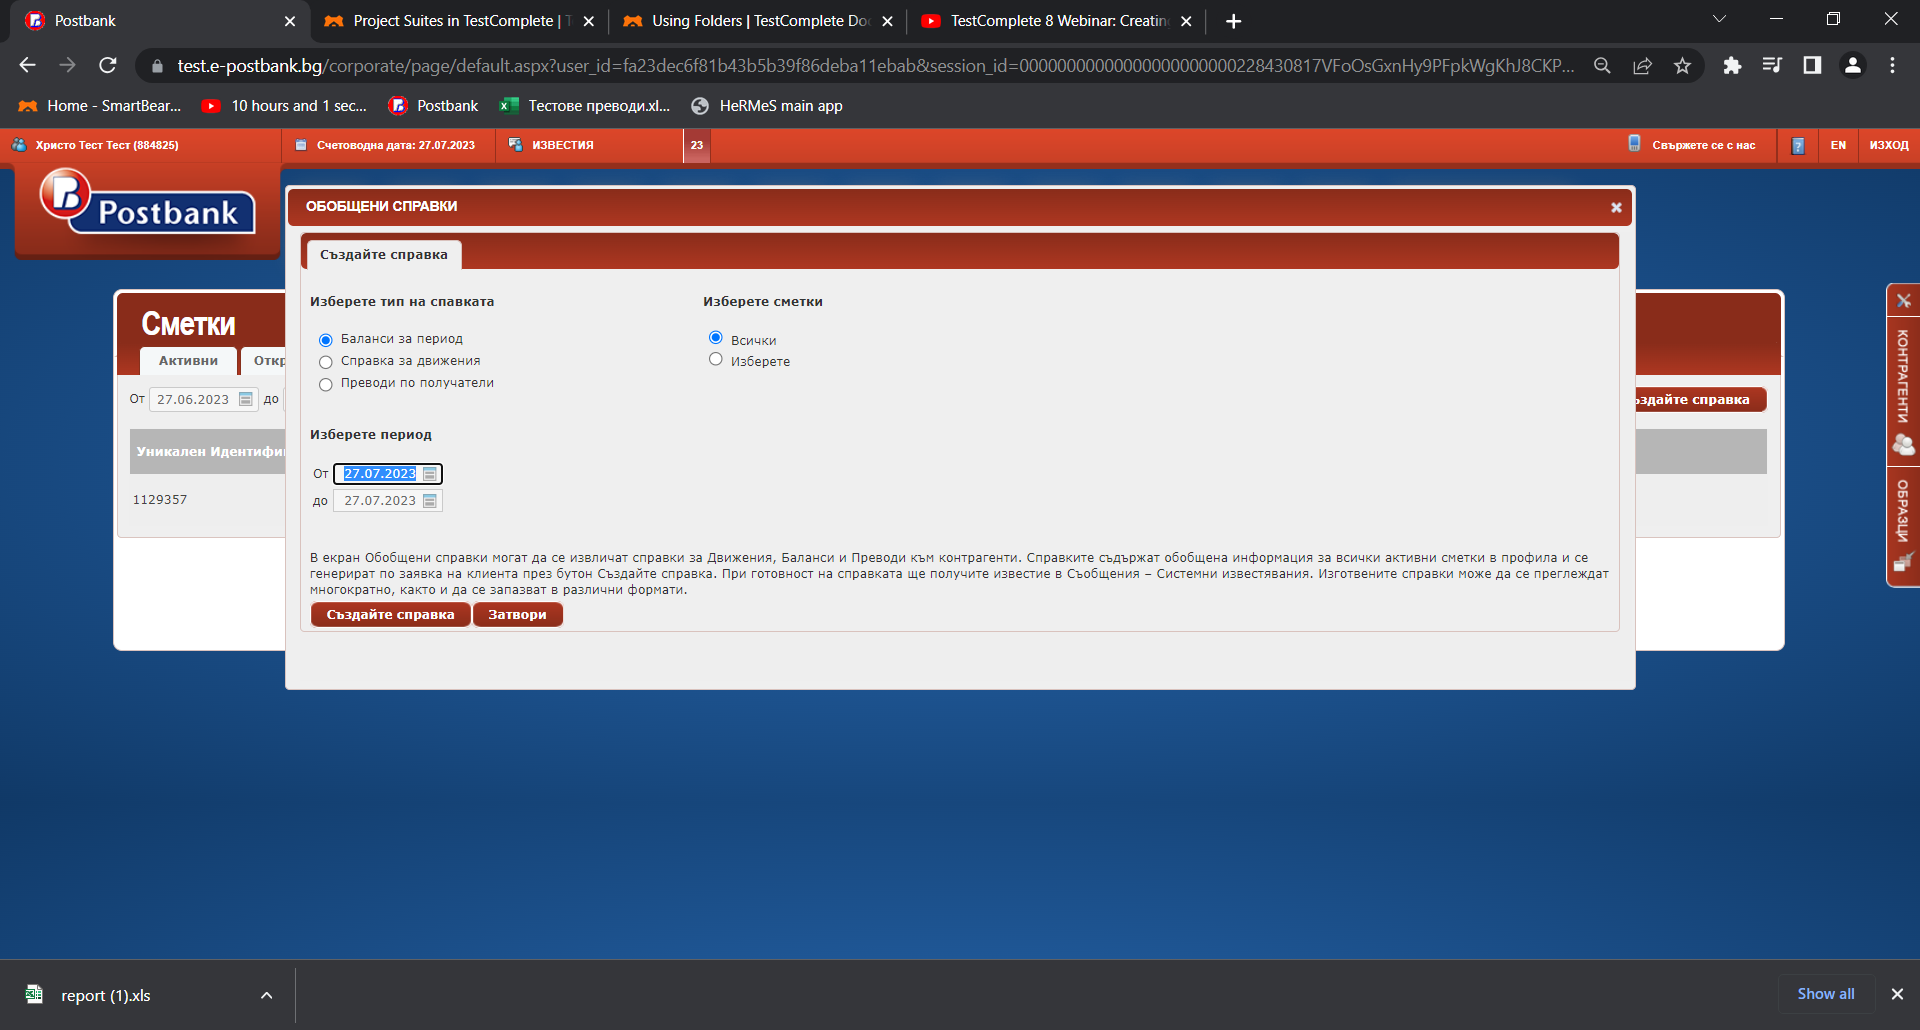 Postbank
Project Suites in TestComplete |
Using Folders | TestComplete Do
TestComplete 8 Webinar: Creatin
test.e-postbank.bg/corporate/page/default.aspx?
Home - SmartBear...
10 hours and 1 sec...
Postbank
Тестове преводи.xl...
HeRMeS main app
Христо Тест Тест (884825)
Счетоводна дата: 27.07.2023
ИЗВЕСТИЯ
23
Свържете се с нас
EN
ИЗХОД
Postbank
ОБОБЩЕНИ СПРАВКИ
Създайте справка
Изберете тип на спавката
Изберете сметки
Баланси за период
Справка за движения
Преводи по получатели
Всички
Изберете
Изберете период
От 27.07.2023
до 27.07.2023
В екран Обобщени справки могат да се извличат справки за Движения, Баланси и Преводи към контрагенти. Справките съдържат обобщена информация за всички активни сметки в профила и се
генерират по заявка на клиента през бутон Създайте справка. При готовност на справката ще получите известие в Съобщения – Системни известявания. Изготвените справки може да се преглеждат
многократно, както и да се запазват в различни формати.
Създайте справка
Затвори
Сметки
Активни
Откр
От 27.06.2023 до
ъздайте справка
Уникален Идентифи
1129357
КОНТРАГЕНТИ
ОБРАЗЦИ
report (1).xls
Show all